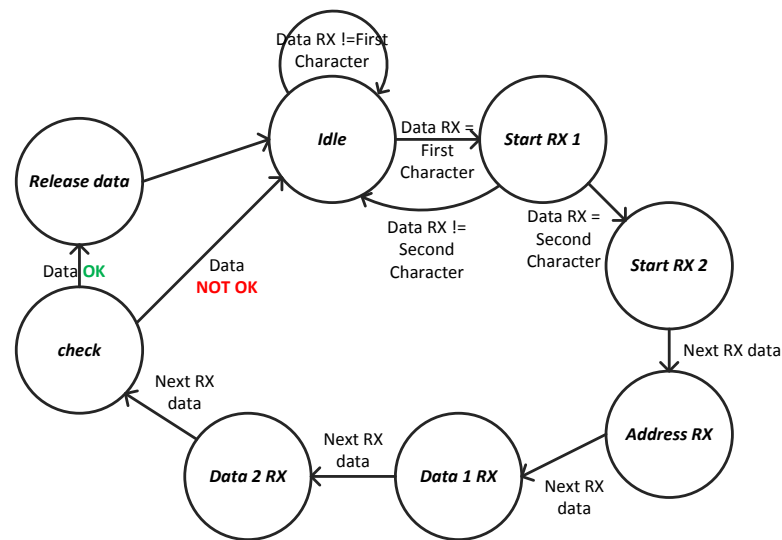 Data RX !=First
Character
Idle
Data RX =
First
Character
Start RX 1
Release data
Data RX !=
Second
Character
Data RX =
Second
Character
Start RX 2
Data OK
Data
NOT OK
check
Next RX data
Next RX
data
Address RX
Next RX
data
Next RX
data
Data 2 RX
Data 1 RX